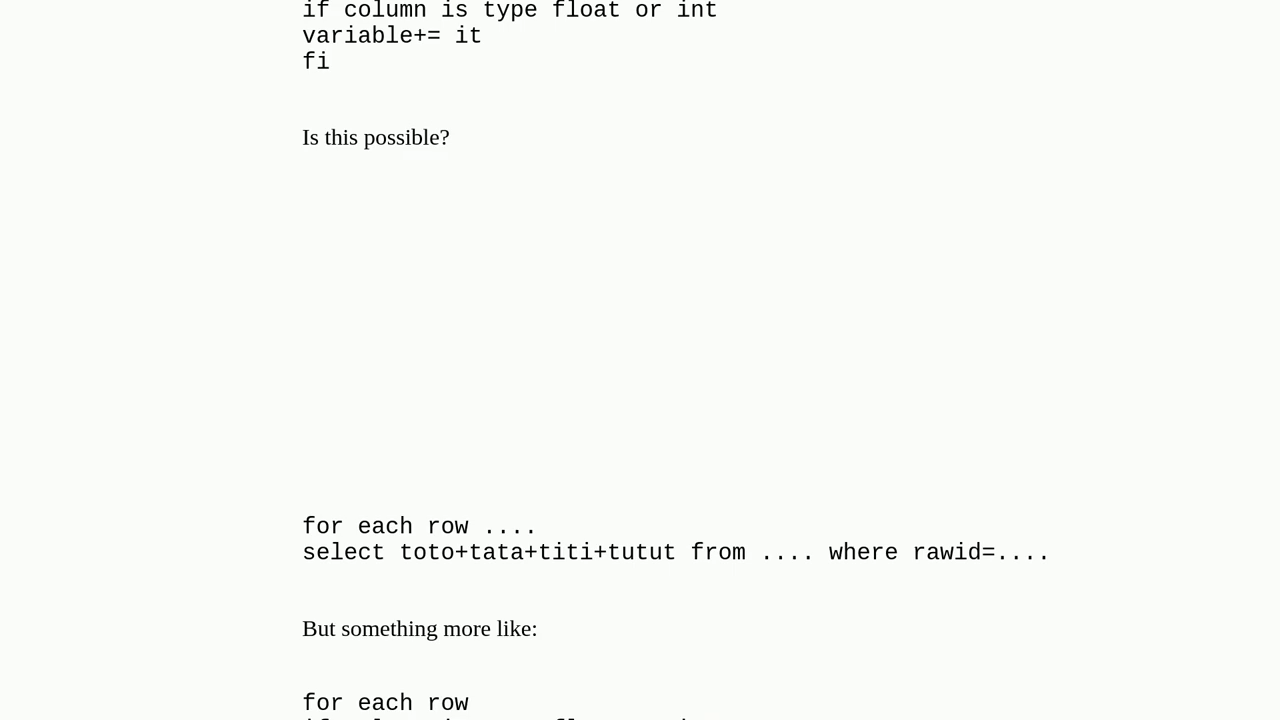 if column is type float or int
variable+= it
fi
Is this possible?
for each row ....
select toto+tata+titi+tutut from .... where rawid=....
But something more like:
for each row